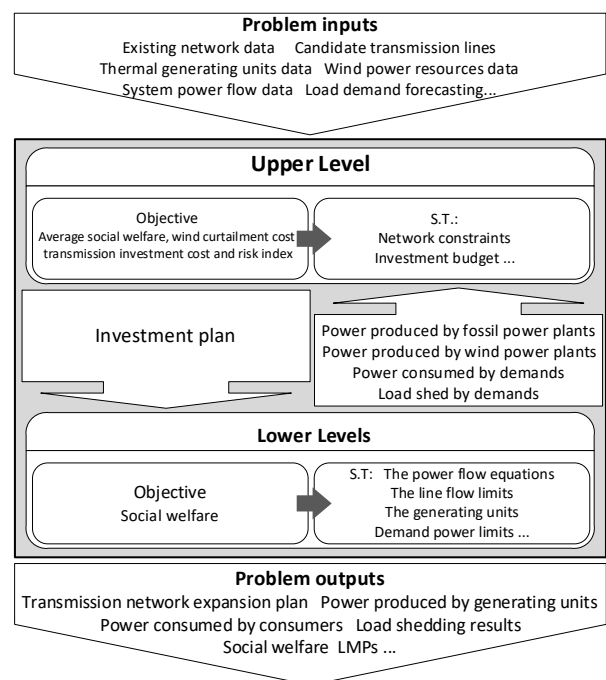 Problem inputs
Existing network data Candidate transmission lines
Thermal generating units data Wind power resources data
System power flow data Load demand forecasting...
Upper Level
Objective
Average social welfare, wind curtailment cost
transmission investment cost and risk index
S.T.:
Network constraints
Investment budget ...
Investment plan
Power produced by fossil power plants
Power produced by wind power plants
Power consumed by demands
Load shed by demands
Lower Levels
Objective
Social welfare
S.T: The power flow equations
The line flow limits
The generating units
Demand power limits ...
Problem outputs
Transmission network expansion plan Power produced by generating units
Power consumed by consumers Load shedding results
Social welfare LMPs ...